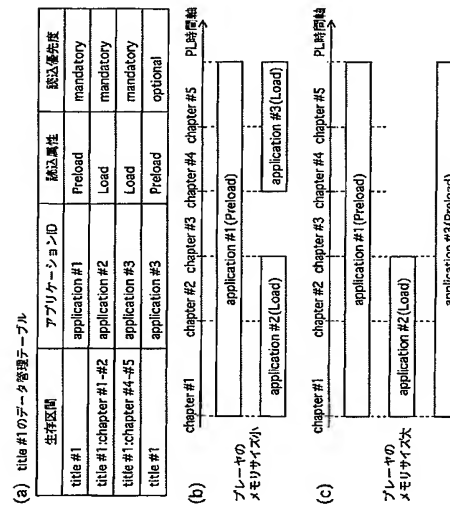 (a) title #1のデータ管理テーブル
生存区間 アプリケーションID 読込属性 読込優先度
title #1 application #1 Preload mandatory
title #1:chapter #1-#2 application #2 Load mandatory
title #1:chapter #4-#5 application #3 Load mandatory
title #1 application #3 Preload optional
(b)
chapter #1 chapter #2 chapter #3 chapter #4 chapter #5 PL時間軸
プレーヤの
メモリサイズ小
application #1(Preload)
application #2(Load)
application #3(Load)
(c)
chapter #1 chapter #2 chapter #3 chapter #4 chapter #5 PL時間軸
プレーヤの
メモリサイズ大
application #1(Preload)
application #2(Load)
application #3(Preload)